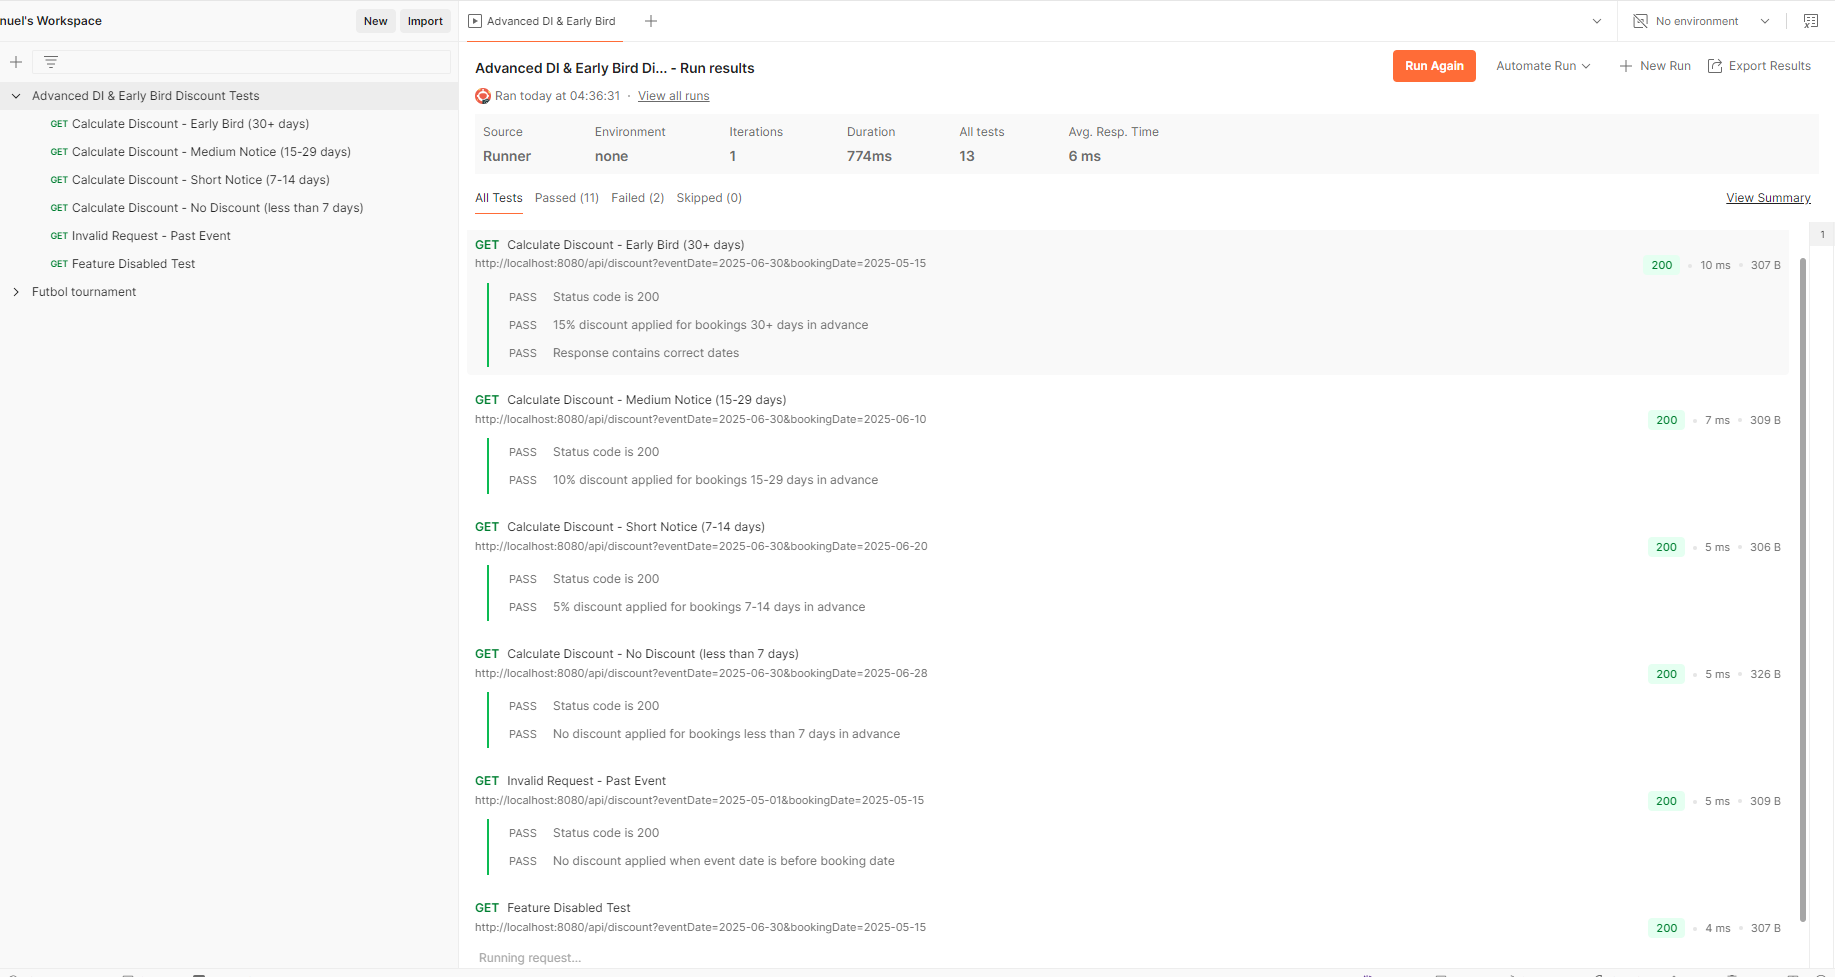 nuel's Workspace
New
Import
Advanced DI & Early Bird
No environment
Advanced DI & Early Bird Discount Tests
GET Calculate Discount - Early Bird (30+ days)
GET Calculate Discount - Medium Notice (15-29 days)
GET Calculate Discount - Short Notice (7-14 days)
GET Calculate Discount - No Discount (less than 7 days)
GET Invalid Request - Past Event
GET Feature Disabled Test
Futbol tournament
Advanced DI & Early Bird Di... - Run results
Run Again
Automate Run
New Run
Export Results
Ran today at 04:36:31 · View all runs
Source Environment Iterations Duration All tests Avg. Resp. Time
Runner none 1 774ms 13 6 ms
All Tests Passed (11) Failed (2) Skipped (0)
View Summary
1
GET Calculate Discount - Early Bird (30+ days)
http://localhost:8080/api/discount?eventDate=2025-06-30&bookingDate=2025-05-15
200 • 10 ms • 307 B
PASS Status code is 200
PASS 15% discount applied for bookings 30+ days in advance
PASS Response contains correct dates
GET Calculate Discount - Medium Notice (15-29 days)
http://localhost:8080/api/discount?eventDate=2025-06-30&bookingDate=2025-06-10
200 • 7 ms • 309 B
PASS Status code is 200
PASS 10% discount applied for bookings 15-29 days in advance
GET Calculate Discount - Short Notice (7-14 days)
http://localhost:8080/api/discount?eventDate=2025-06-30&bookingDate=2025-06-20
200 • 5 ms • 306 B
PASS Status code is 200
PASS 5% discount applied for bookings 7-14 days in advance
GET Calculate Discount - No Discount (less than 7 days)
http://localhost:8080/api/discount?eventDate=2025-06-30&bookingDate=2025-06-28
200 • 5 ms • 326 B
PASS Status code is 200
PASS No discount applied for bookings less than 7 days in advance
GET Invalid Request - Past Event
http://localhost:8080/api/discount?eventDate=2025-05-01&bookingDate=2025-05-15
200 • 5 ms • 309 B
PASS Status code is 200
PASS No discount applied when event date is before booking date
GET Feature Disabled Test
http://localhost:8080/api/discount?eventDate=2025-06-30&bookingDate=2025-05-15
200 • 4 ms • 307 B
Running request...